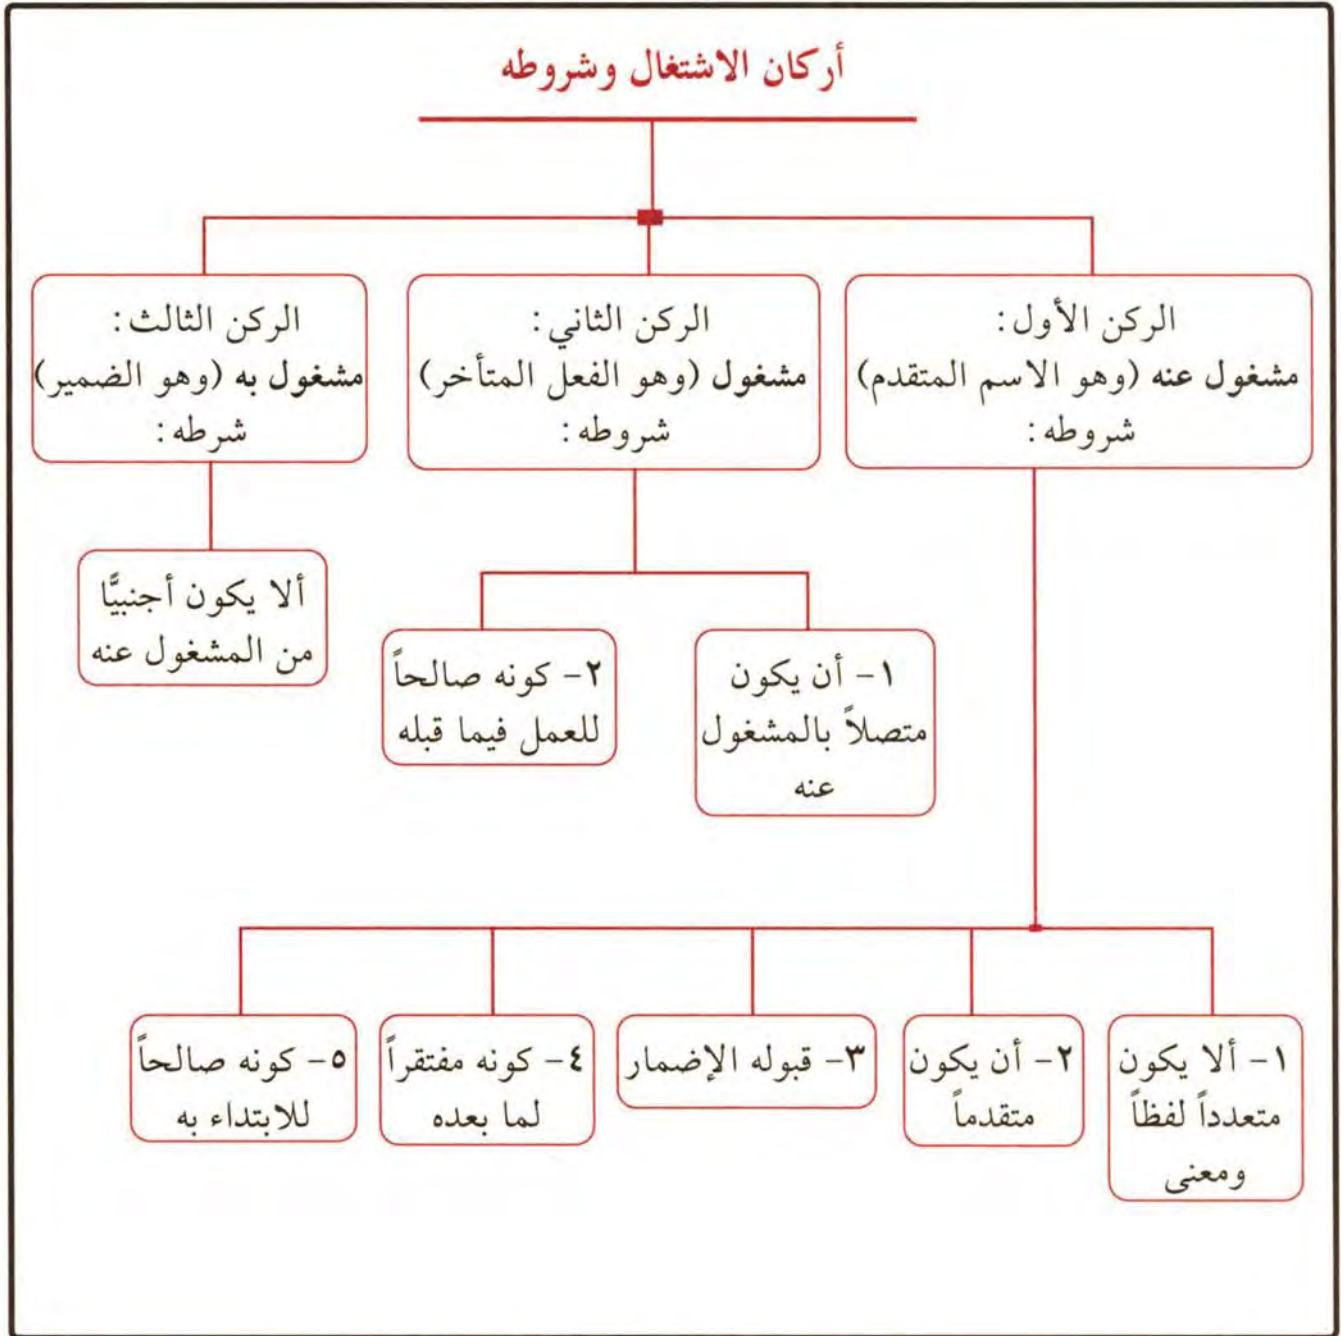 أركان الاشتغال وشروطه
الركن الأول:
مشغول عنه (وهو الاسم المتقدم)
شروطه:
الركن الثاني:
مشغول (وهو الفعل المتأخر)
شروطه:
الركن الثالث:
مشغول به (وهو الضمير)
شرطه:
١- أن يكون
متصلاً بالمشغول
عنه
٢- كونه صالحاً
للعمل فيما قبله
ألا يكون أجنبيًّا
من المشغول عنه
١- ألا يكون
متعدداً لفظاً
ومعنى
٢- أن يكون
متقدماً
٣- قبوله الإضمار
٤- كونه مفتقراً
لما بعده
٥- كونه صالحاً
للابتداء به